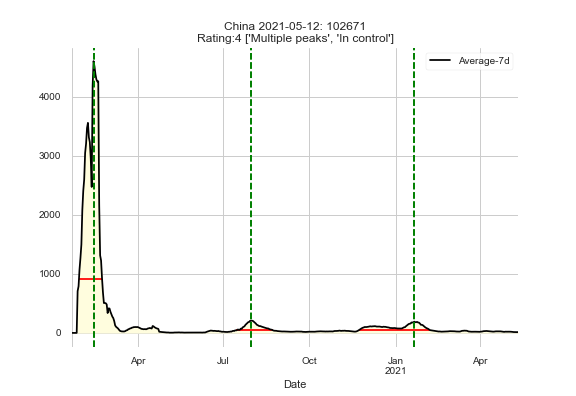 China 2021-05-12: 102671
Rating:4 ['Multiple peaks', 'In control']
Average-7d
4000
3000
2000
1000
0
Apr
Jul
Oct
Jan
2021
Apr
Date